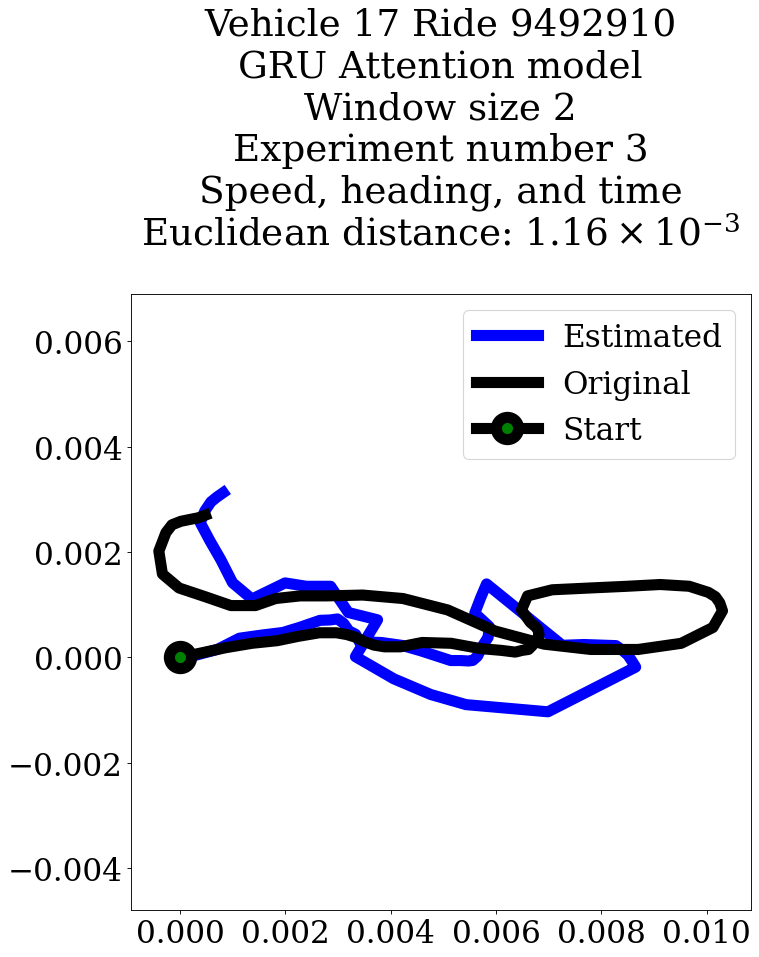 Vehicle 17 Ride 9492910
GRU Attention model
Window size 2
Experiment number 3
Speed, heading, and time
Euclidean distance: 1.16 × 10⁻³
Estimated
Original
Start
0.006
0.004
0.002
0.000
−0.002
−0.004
0.000 0.002 0.004 0.006 0.008 0.010